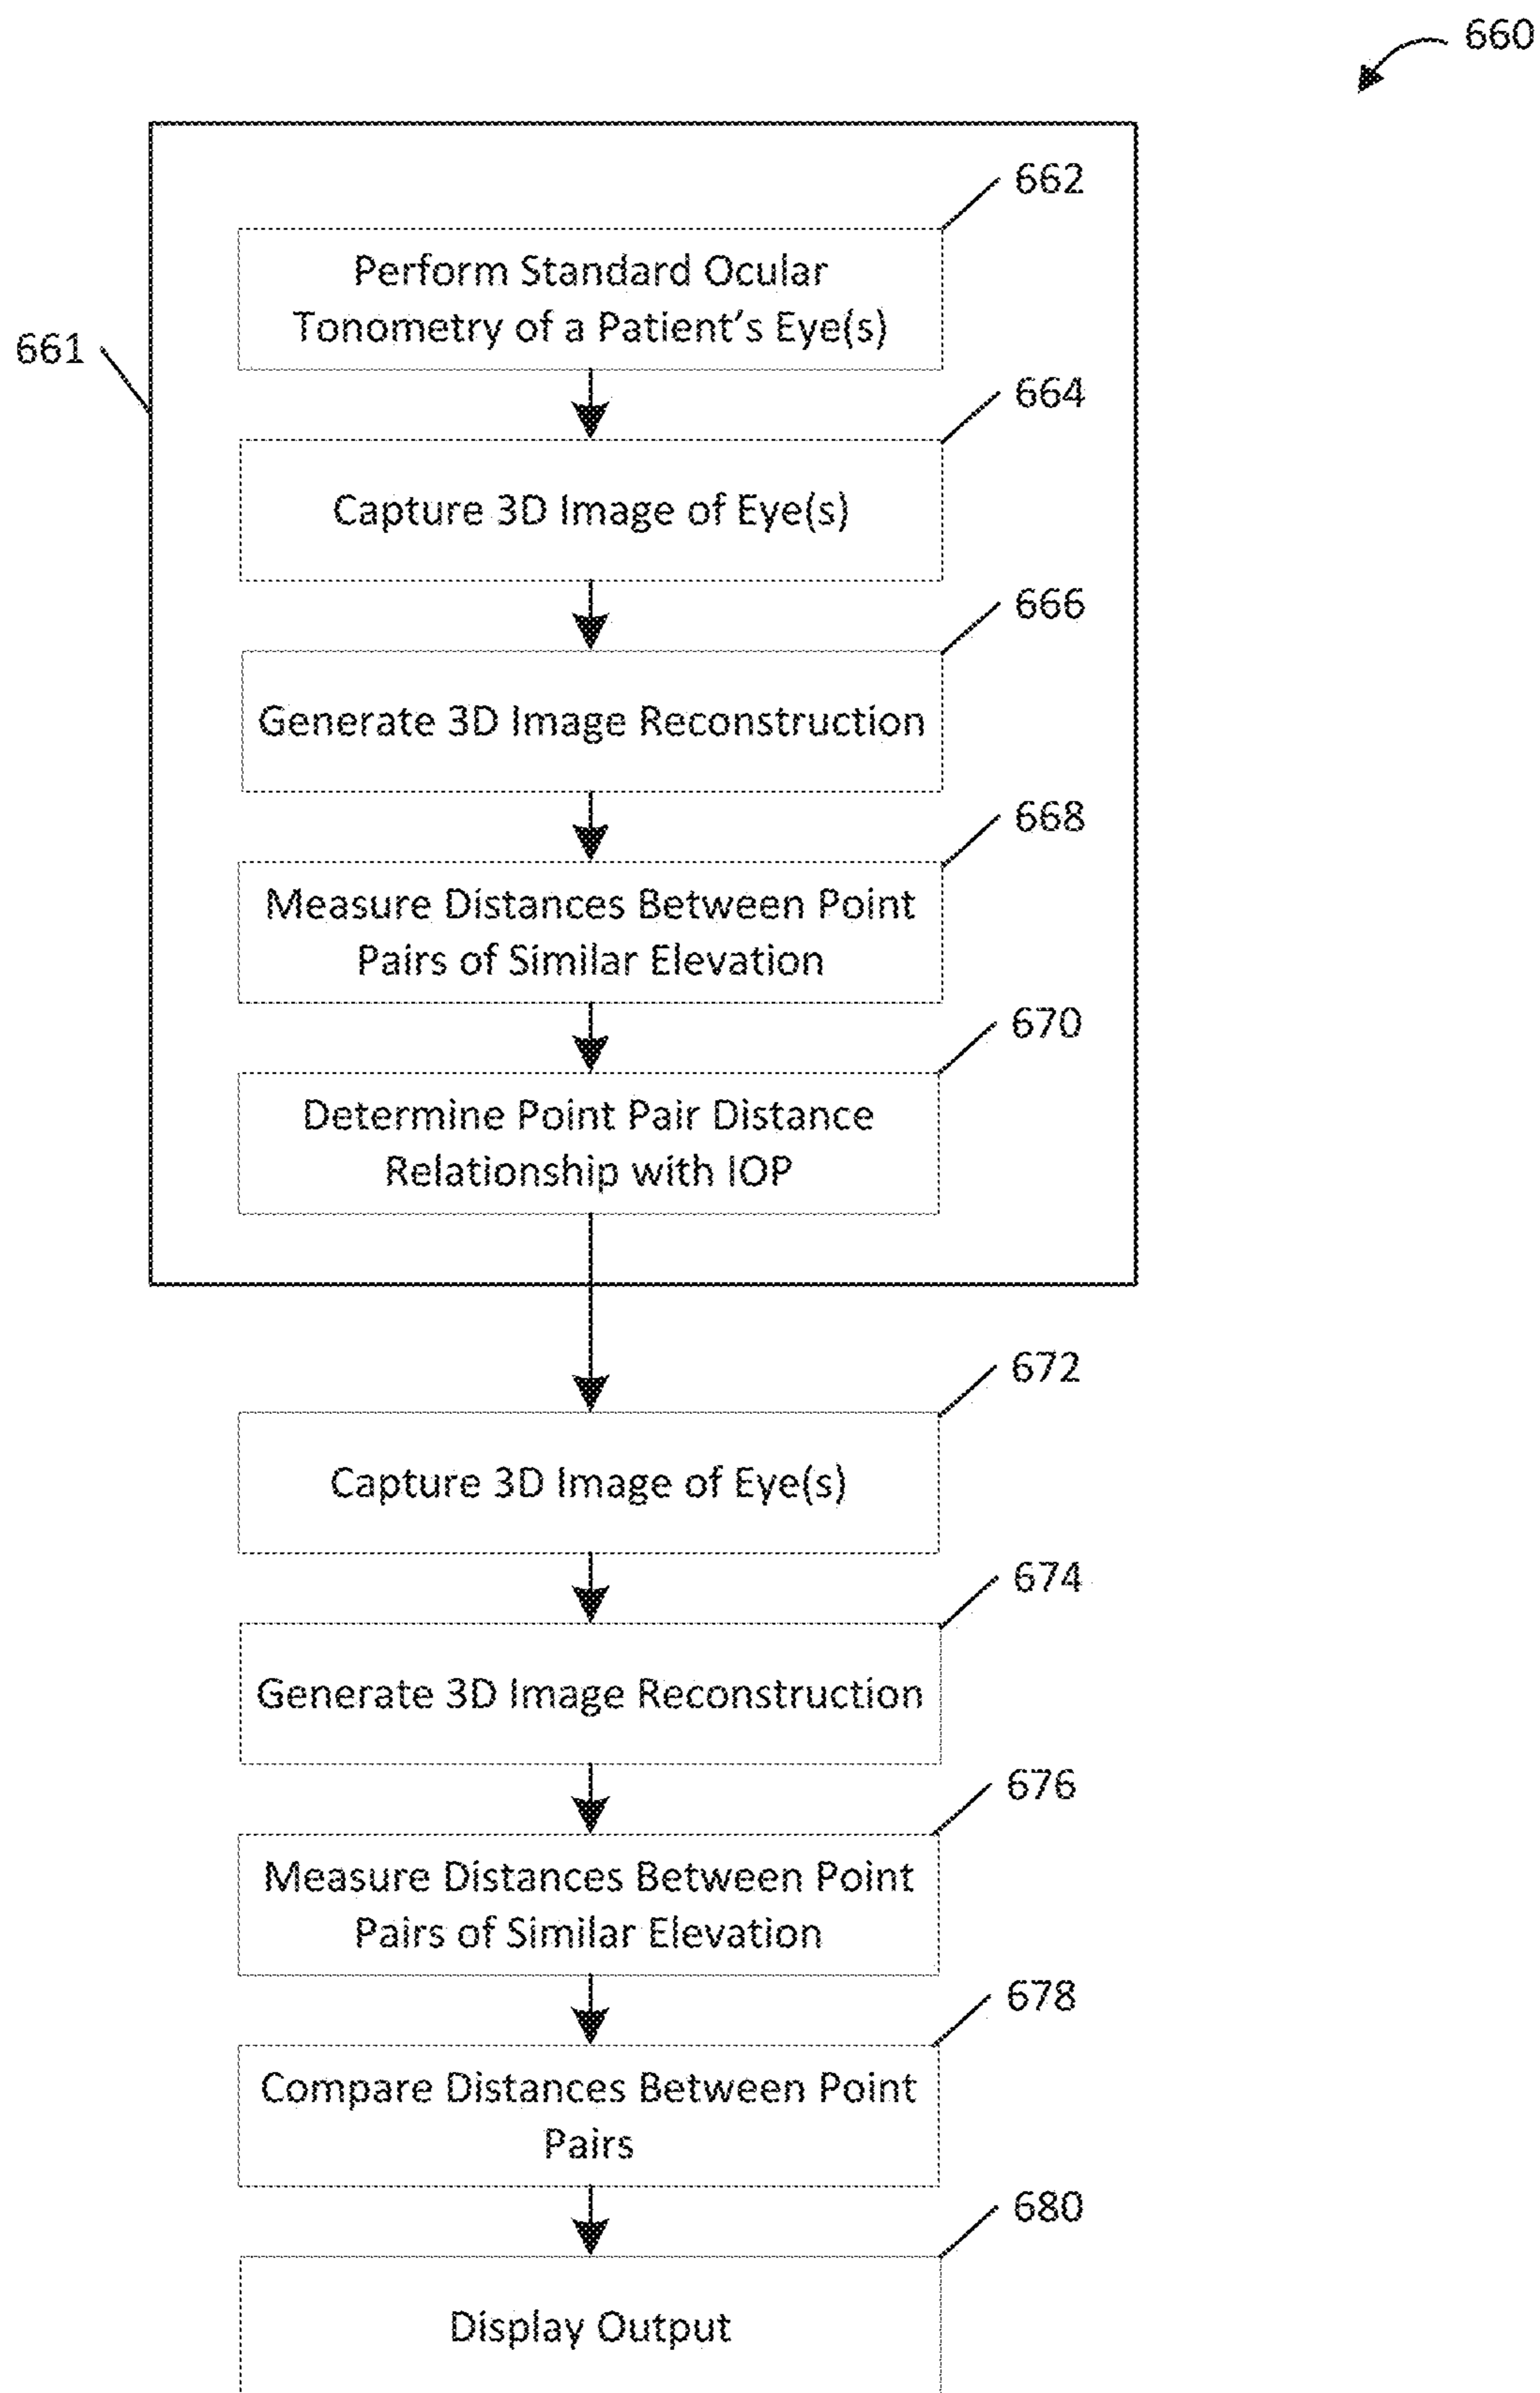 660
662
Perform Standard Ocular
Tonometry of a Patient's Eye(s)
661
664
Capture 3D Image of Eye(s)
666
Generate 3D Image Reconstruction
668
Measure Distances Between Point
Pairs of Similar Elevation
670
Determine Point Pair Distance
Relationship with IOP
672
Capture 3D Image of Eye(s)
674
Generate 3D Image Reconstruction
676
Measure Distances Between Point
Pairs of Similar Elevation
678
Compare Distances Between Point
Pairs
680
Display Output